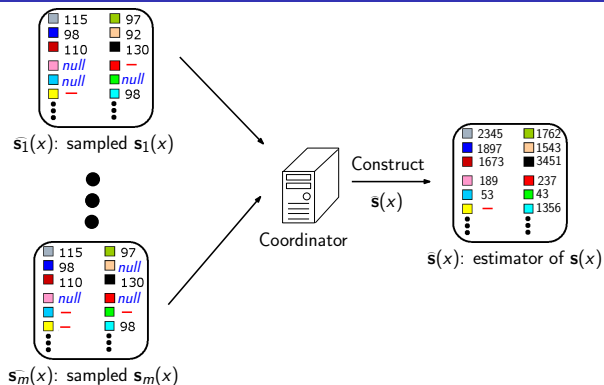 115 97
98 92
110 130
null –
null null
– 98
s̃₁(x): sampled s₁(x)
Coordinator
Construct
s̄(x)
2345 1762
1897 1543
1673 3451
189 237
53 43
– 1356
s̄(x): estimator of s(x)
115 97
98 null
110 130
null null
– –
– 98
s̃ₘ(x): sampled sₘ(x)